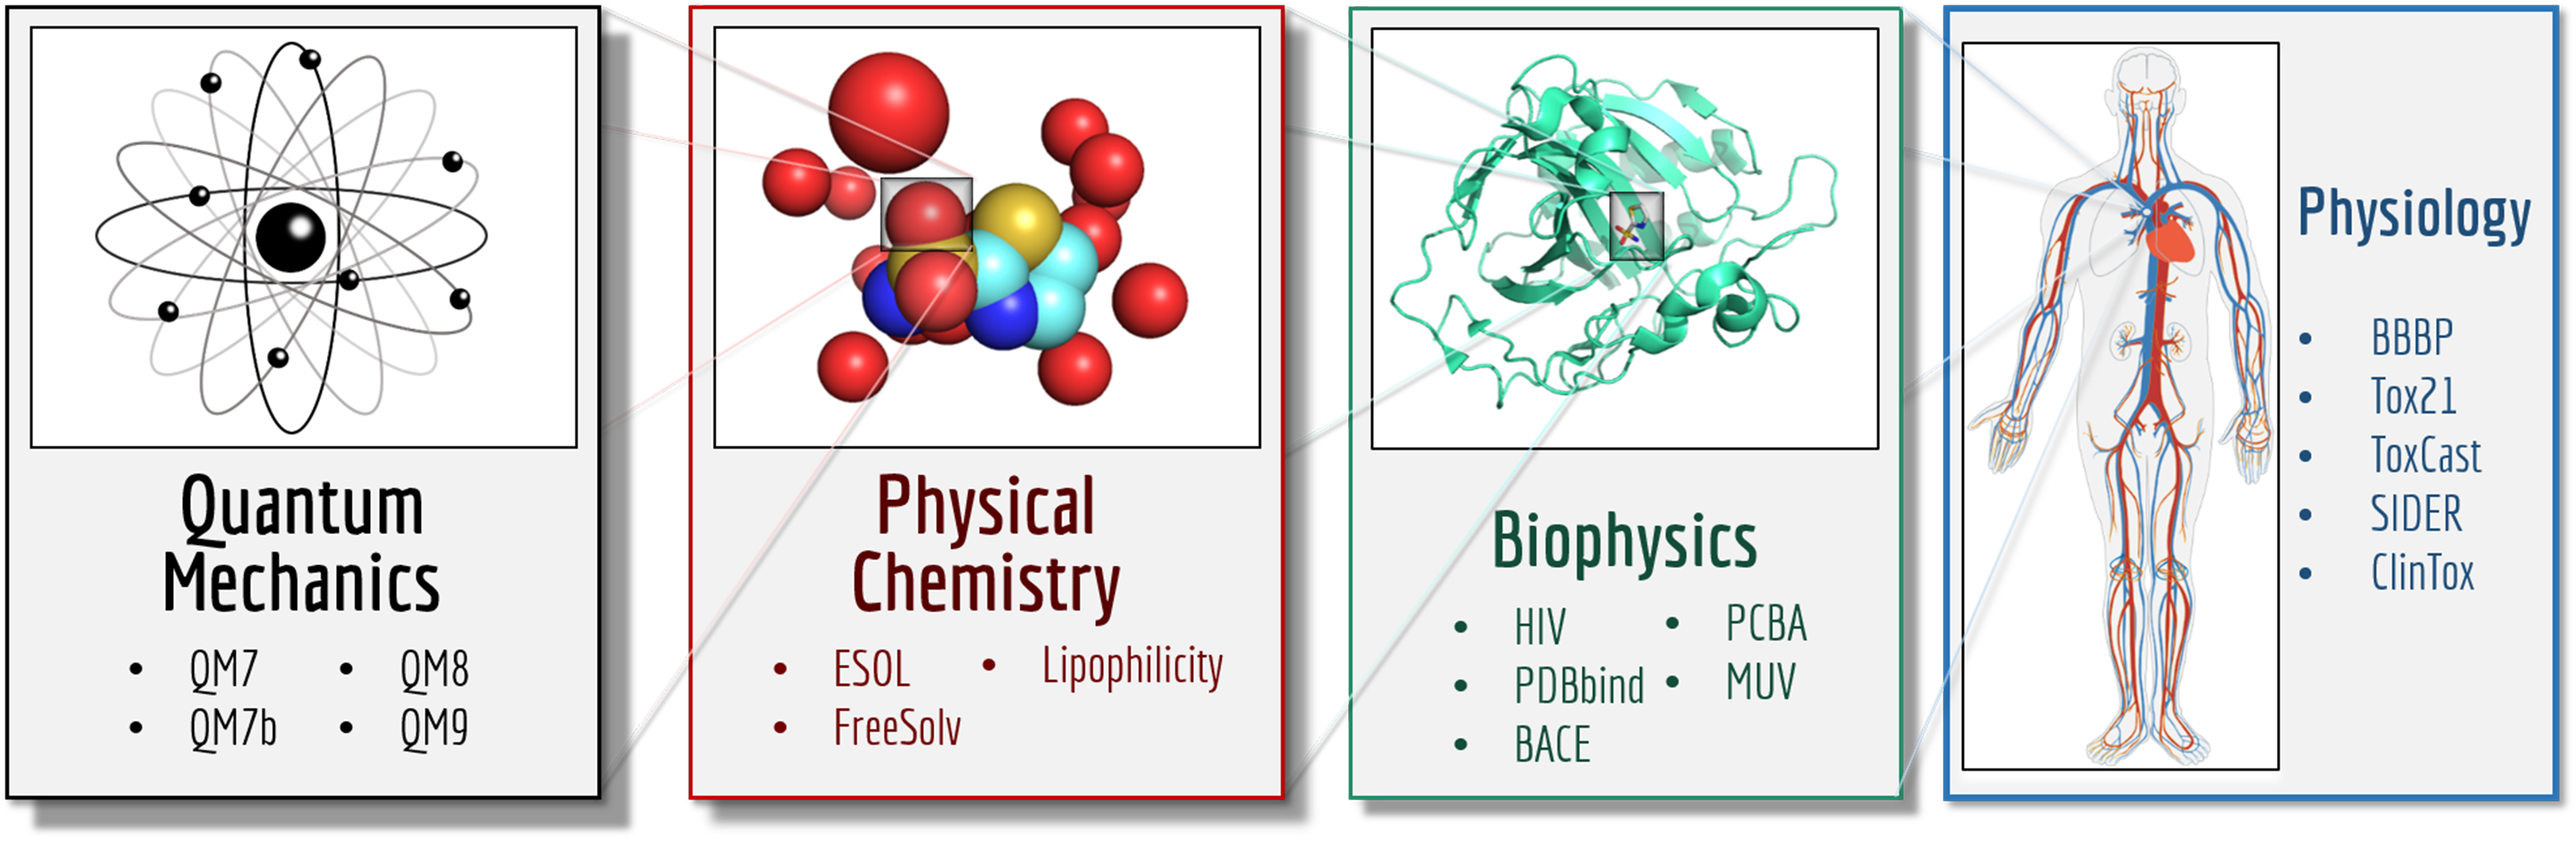 Quantum
Mechanics
• QM7
• QM7b
• QM8
• QM9
Physical
Chemistry
• ESOL
• FreeSolv
• Lipophilicity
Biophysics
• HIV
• PDBbind
• BACE
• PCBA
• MUV
Physiology
• BBBP
• Tox21
• ToxCast
• SIDER
• ClinTox